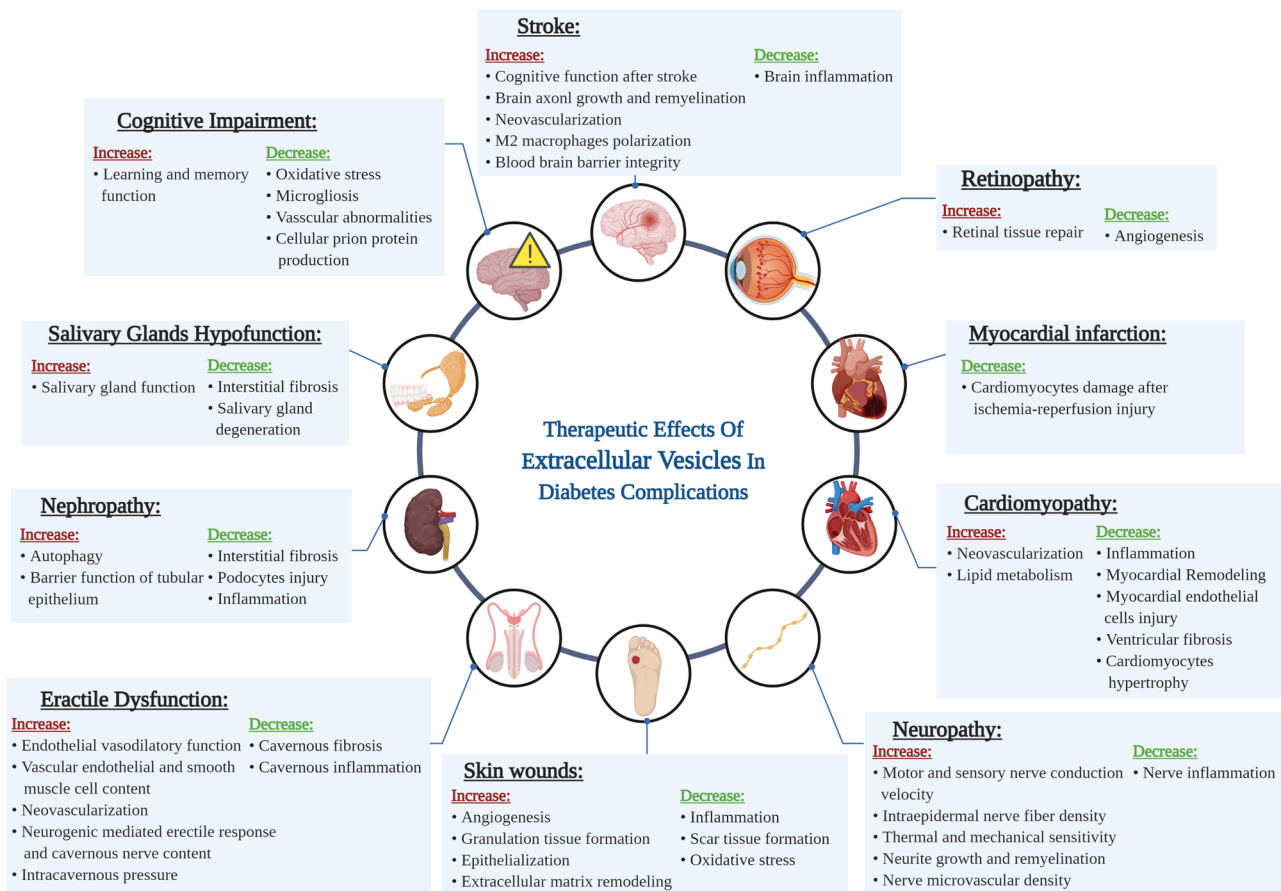 Stroke:
Increase:
• Cognitive function after stroke
• Brain axonl growth and remyelination
• Neovascularization
• M2 macrophages polarization
• Blood brain barrier integrity
Decrease:
• Brain inflammation
Cognitive Impairment:
Increase:
• Learning and memory
function
Decrease:
• Oxidative stress
• Microgliosis
• Vasscular abnormalities
• Cellular prion protein
production
Retinopathy:
Increase:
• Retinal tissue repair
Decrease:
• Angiogenesis
Salivary Glands Hypofunction:
Increase:
• Salivary gland function
Decrease:
• Interstitial fibrosis
• Salivary gland
degeneration
Myocardial infarction:
Decrease:
• Cardiomyocytes damage after
ischemia-reperfusion injury
Therapeutic Effects Of
Extracellular Vesicles In
Diabetes Complications
Nephropathy:
Increase:
• Autophagy
• Barrier function of tubular
epithelium
Decrease:
• Interstitial fibrosis
• Podocytes injury
• Inflammation
Cardiomyopathy:
Increase:
• Neovascularization
• Lipid metabolism
Decrease:
• Inflammation
• Myocardial Remodeling
• Myocardial endothelial
cells injury
• Ventricular fibrosis
• Cardiomyocytes
hypertrophy
Eractile Dysfunction:
Increase:
• Endothelial vasodilatory function
• Vascular endothelial and smooth
muscle cell content
• Neovascularization
• Neurogenic mediated erectile response
and cavernous nerve content
• Intracavernous pressure
Decrease:
• Cavernous fibrosis
• Cavernous inflammation
Skin wounds:
Increase:
• Angiogenesis
• Granulation tissue formation
• Epithelialization
• Extracellular matrix remodeling
Decrease:
• Inflammation
• Scar tissue formation
• Oxidative stress
Neuropathy:
Increase:
• Motor and sensory nerve conduction
velocity
• Intraepidermal nerve fiber density
• Thermal and mechanical sensitivity
• Neurite growth and remyelination
• Nerve microvascular density
Decrease:
• Nerve inflammation